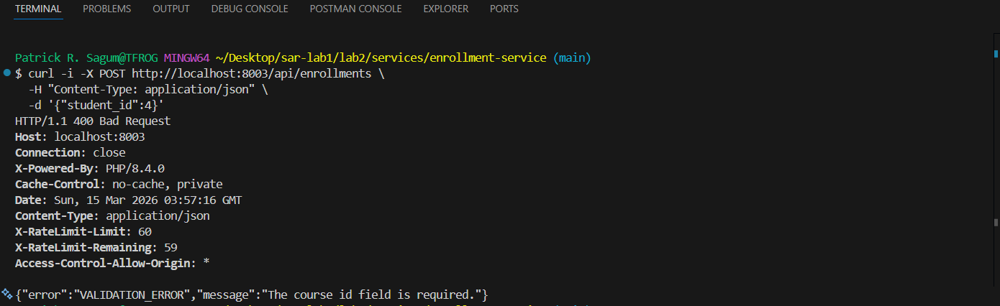 TERMINAL PROBLEMS OUTPUT DEBUG CONSOLE POSTMAN CONSOLE EXPLORER PORTS
Patrick R. Sagum@TFROG MINGW64 ~/Desktop/sar-lab1/lab2/services/enrollment-service (main)
$ curl -i -X POST http://localhost:8003/api/enrollments \
-H "Content-Type: application/json" \
-d '{"student_id":4}'
HTTP/1.1 400 Bad Request
Host: localhost:8003
Connection: close
X-Powered-By: PHP/8.4.0
Cache-Control: no-cache, private
Date: Sun, 15 Mar 2026 03:57:16 GMT
Content-Type: application/json
X-RateLimit-Limit: 60
X-RateLimit-Remaining: 59
Access-Control-Allow-Origin: *
{"error":"VALIDATION_ERROR","message":"The course id field is required."}